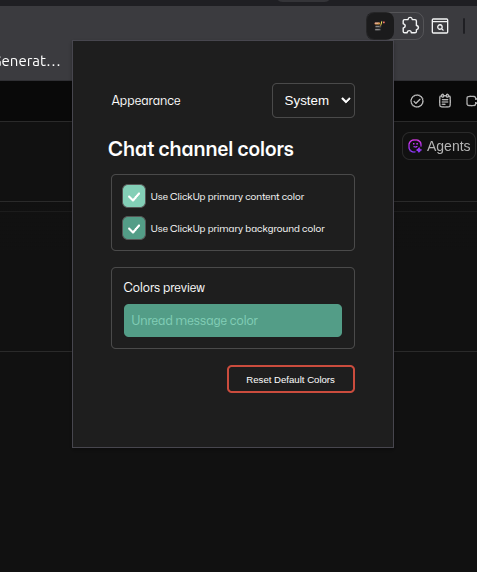 Generat...
Appearance
System
Chat channel colors
Use ClickUp primary content color
Use ClickUp primary background color
Colors preview
Unread message color
Reset Default Colors
Agents